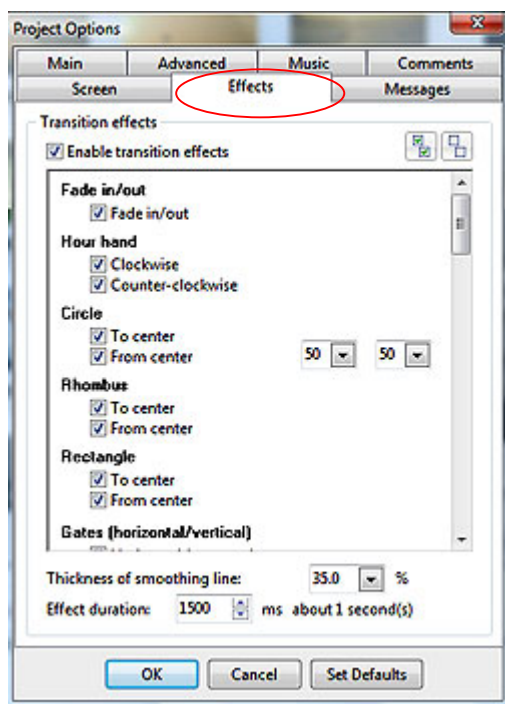 Project Options
Main Advanced Music Comments
Screen Effects Messages
Transition effects
Enable transition effects
Fade in/out
Fade in/out
Hour hand
Clockwise
Counter-clockwise
Circle
To center
From center 50 50
Rhombus
To center
From center
Rectangle
To center
From center
Gates (horizontal/vertical)
Thickness of smoothing line: 35.0 %
Effect duration: 1500 ms about 1 second(s)
OK Cancel Set Defaults